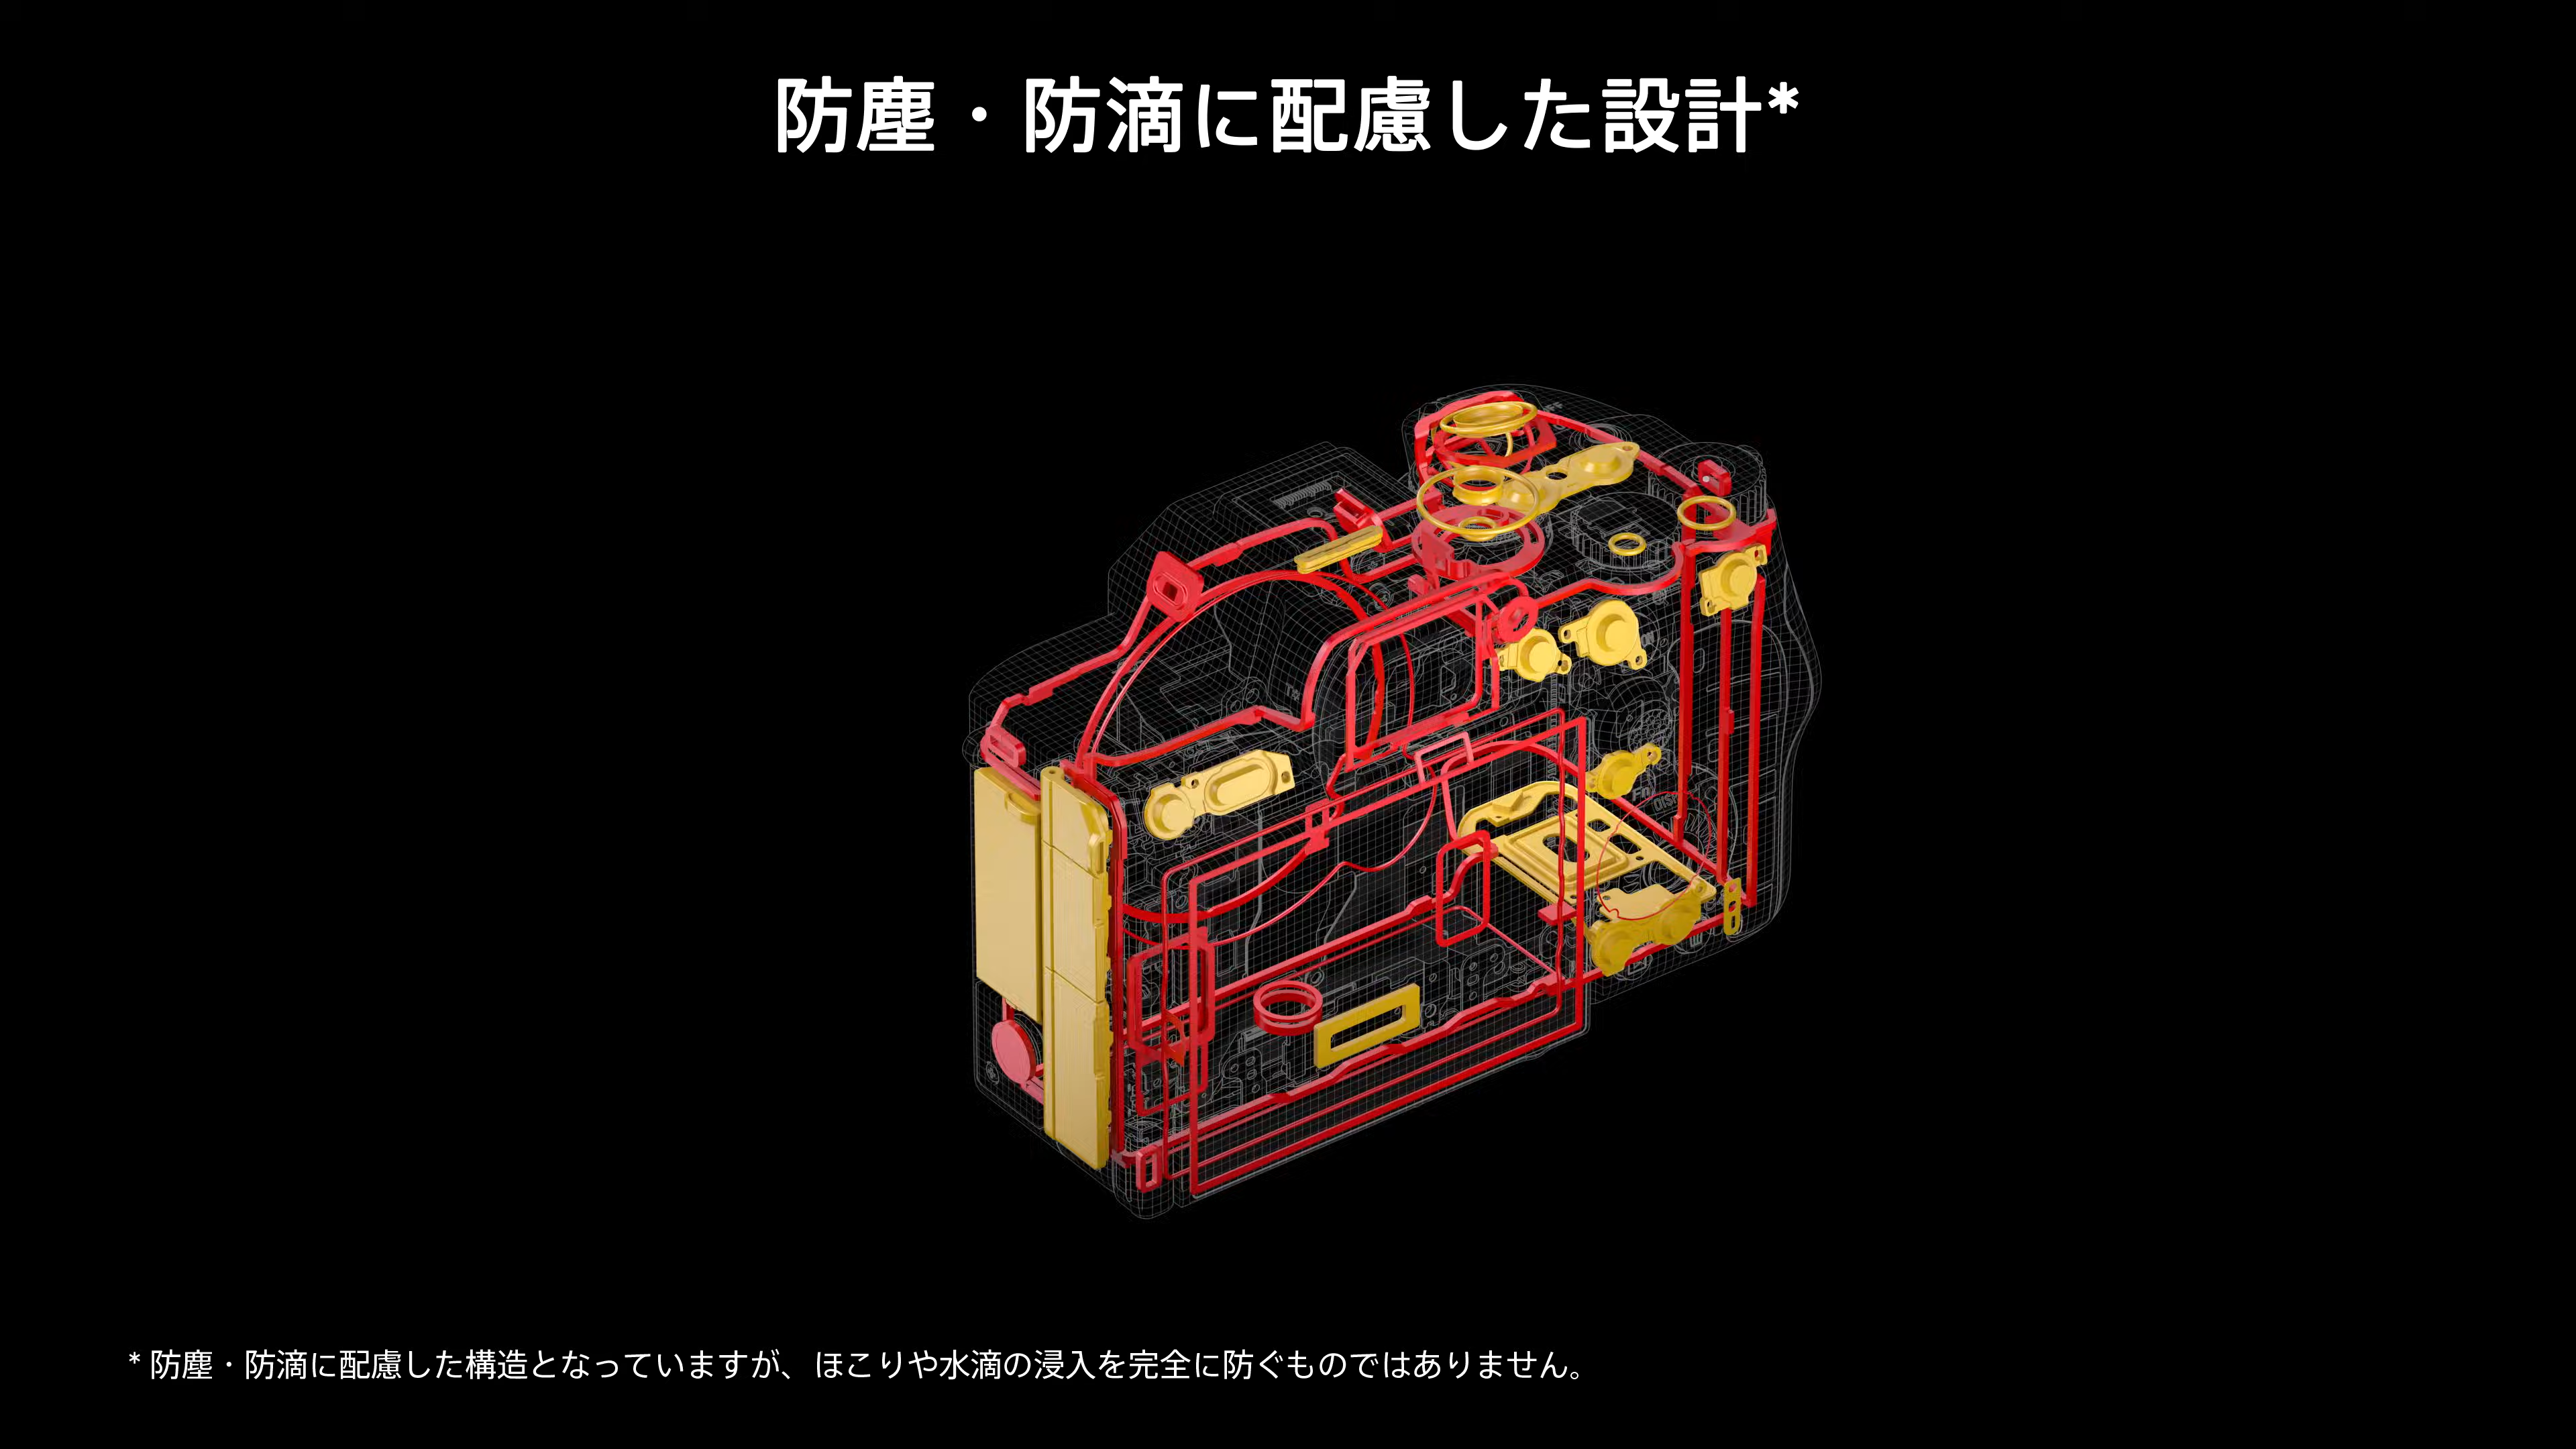 防塵・防滴に配慮した設計*
Fn
DISP
* 防塵・防滴に配慮した構造となっていますが、ほこりや水滴の浸入を完全に防ぐものではありません。